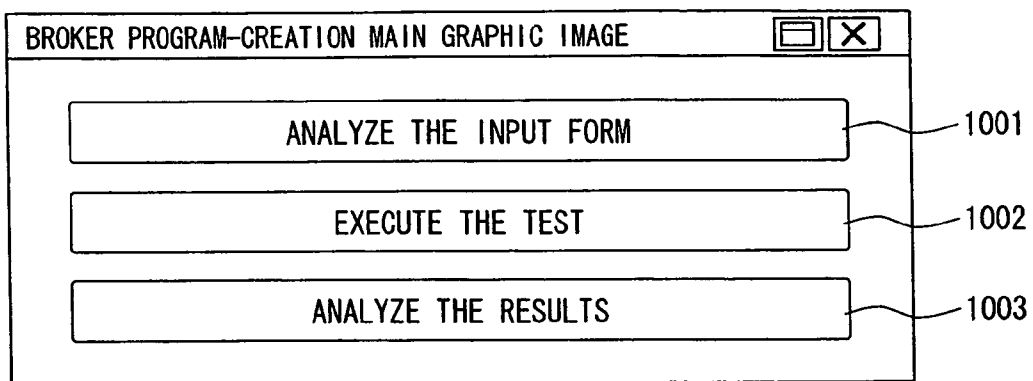 BROKER PROGRAM-CREATION MAIN GRAPHIC IMAGE
ANALYZE THE INPUT FORM
1001
EXECUTE THE TEST
1002
ANALYZE THE RESULTS
1003